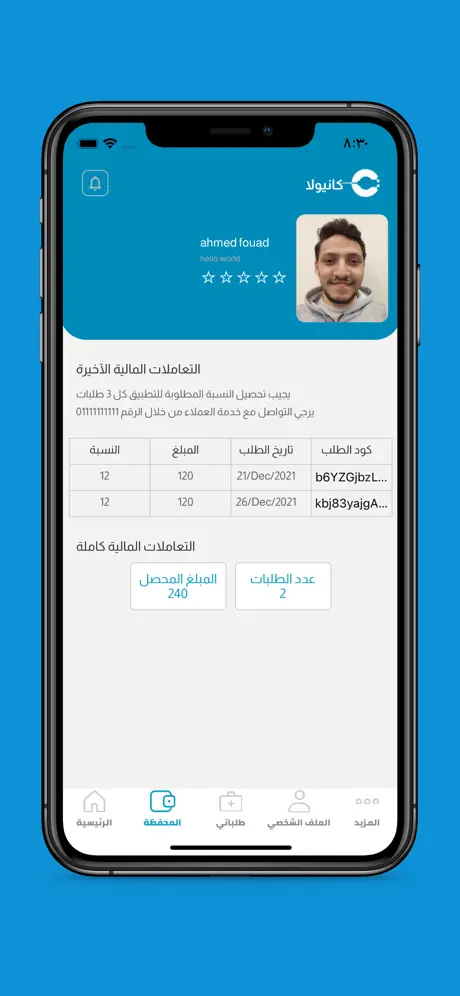 ٨:٣٠
كانيولا
ahmed fouad
hello world
التعاملات المالية الآخيرة
يجيب تحصيل النسبة المطلوبة للتطبيق كل 3 طلبات
يرجي التواصل مع خدمة العملاء من خلال الرقم 01111111111
كود الطلب تاريخ الطلب المبلغ النسبة
b6YZGjbzL... 21/Dec/2021 120 12
kbj83yajgA... 26/Dec/2021 120 12
التعاملات المالية كاملة
عدد الطلبات المبلغ المحصل
2 240
المزيد الملف الشخصي طلباتي المحفظة الرئيسية